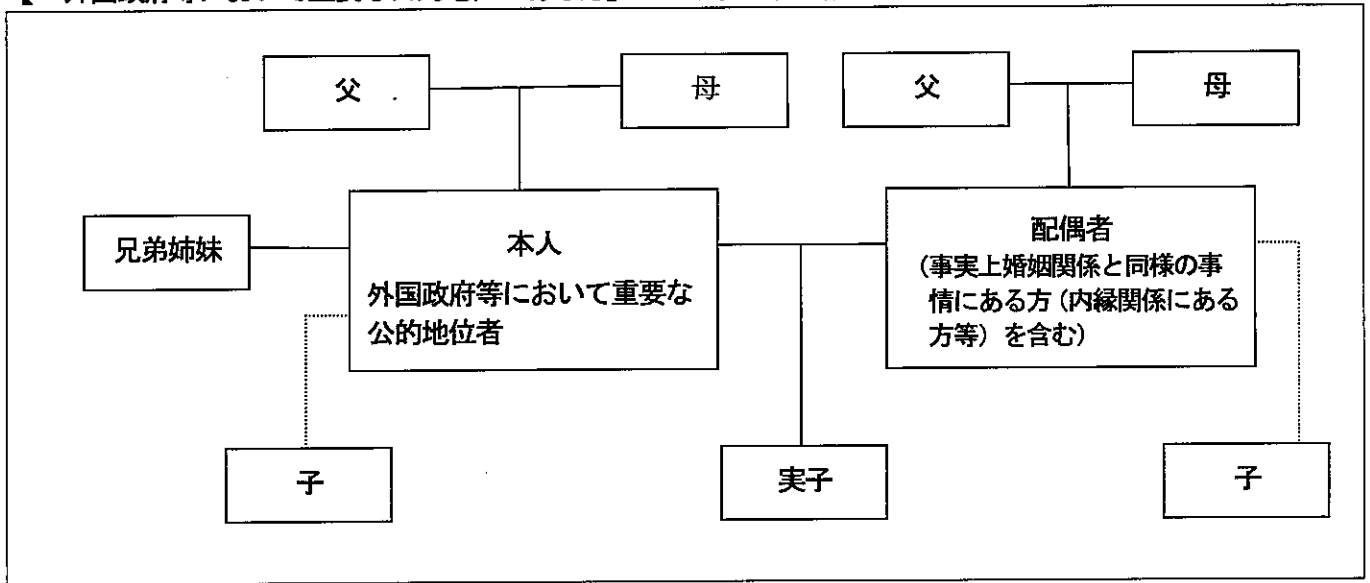 父
母
父
母
兄弟姉妹
本人
外国政府等において重要な
公的地位者
配偶者
（事実上婚姻関係と同様の事
情にある方（内縁関係にある
方等）を含む）
子
実子
子